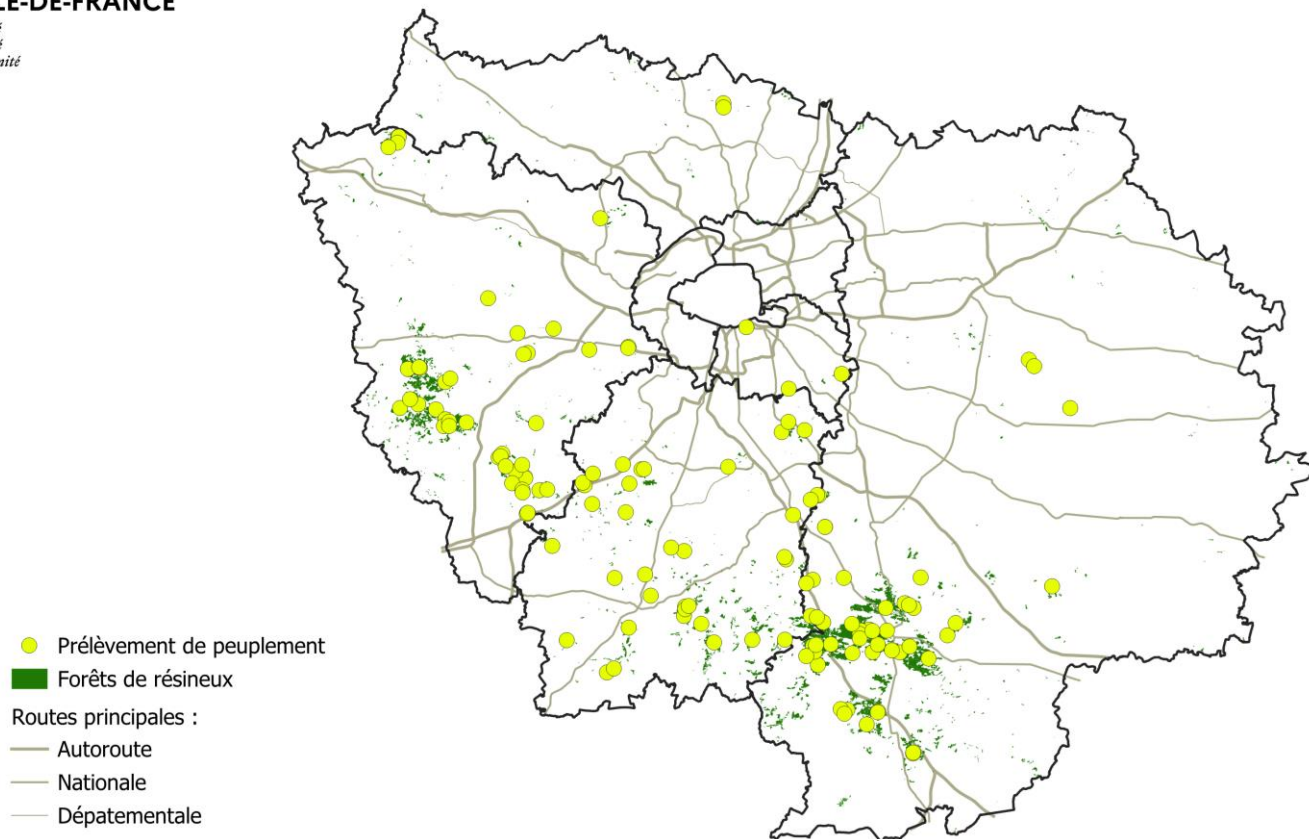 LE-DE-FRANCE
Prélèvement de peuplement
Forêts de résineux
Routes principales :
Autoroute
Nationale
Dépatementale